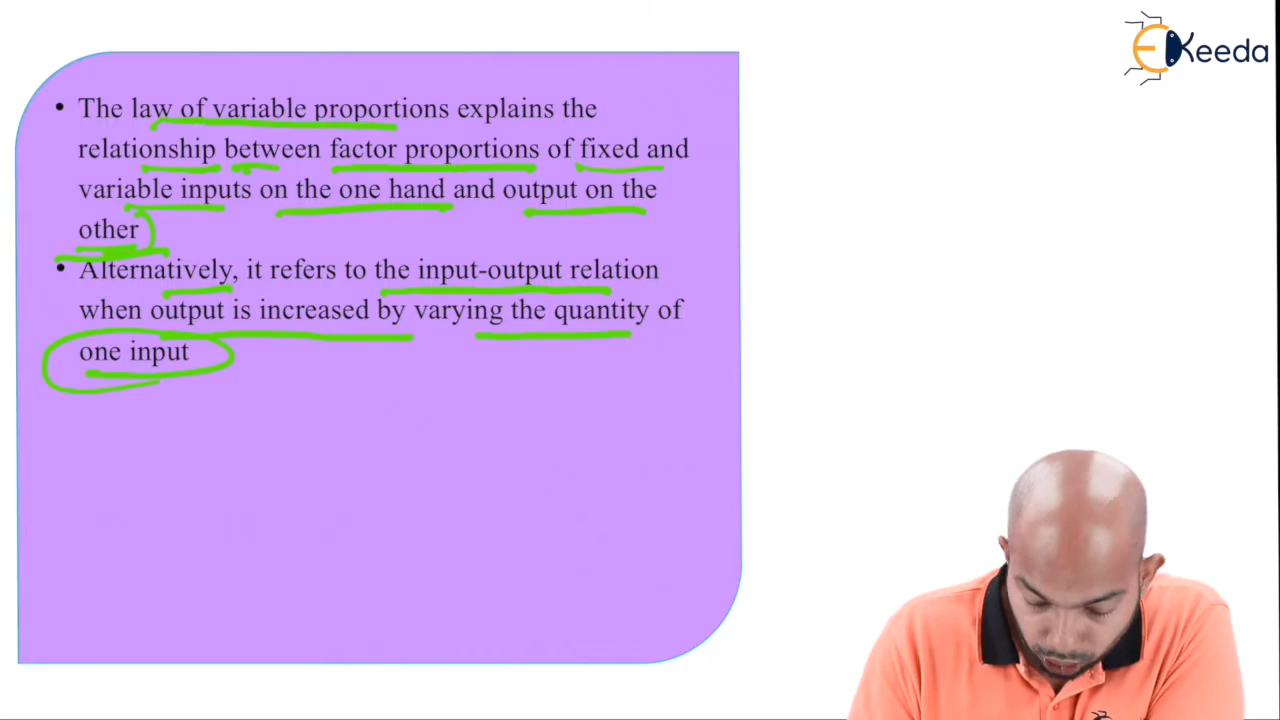 EKeeda
• The law of variable proportions explains the
relationship between factor proportions of fixed and
variable inputs on the one hand and output on the
other
• Alternatively, it refers to the input-output relation
when output is increased by varying the quantity of
one input